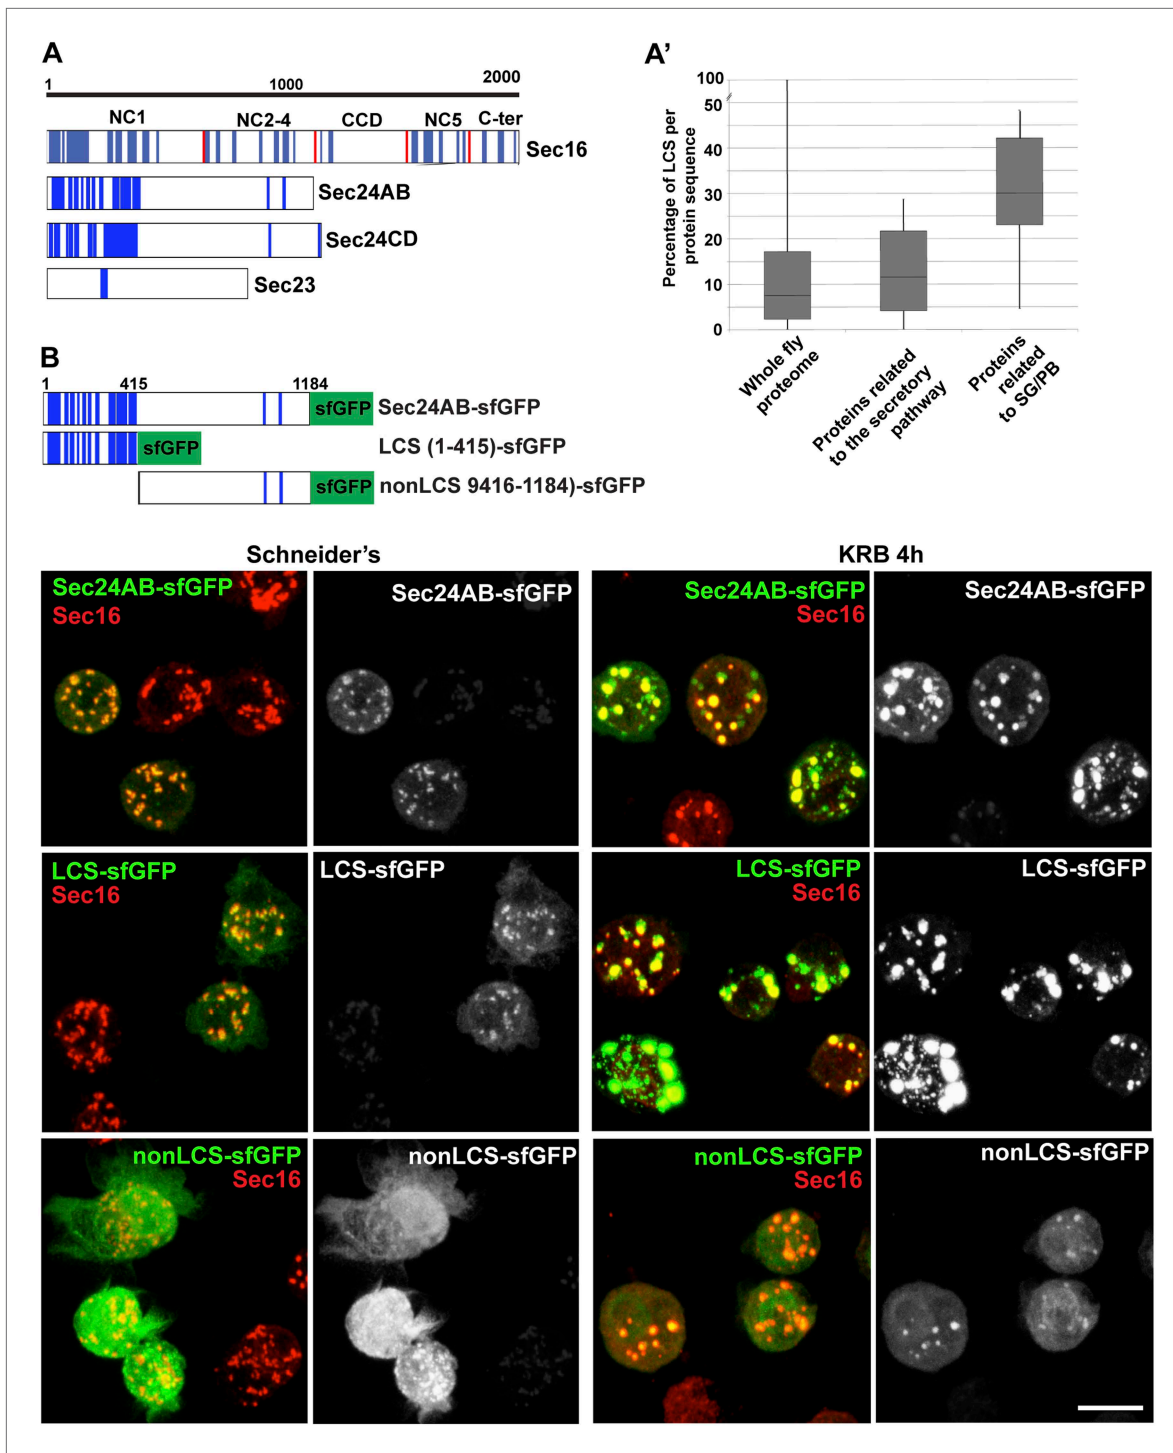 A
1 1000 2000
NC1 NC2-4 CCD NC5 C-ter
Sec16
Sec24AB
Sec24CD
Sec23
A'
Percentage of LCS per
protein sequence
100
50
40
30
20
10
0
Whole fly
proteome
Proteins related
to the secretory
pathway
Proteins
related
to SG/PB
B
1 415 1184
sfGFP Sec24AB-sfGFP
sfGFP LCS (1-415)-sfGFP
sfGFP nonLCS 9416-1184)-sfGFP
Schneider's KRB 4h
Sec24AB-sfGFP
Sec16
Sec24AB-sfGFP
Sec24AB-sfGFP
Sec16
Sec24AB-sfGFP
LCS-sfGFP
Sec16
LCS-sfGFP
LCS-sfGFP
Sec16
LCS-sfGFP
nonLCS-sfGFP
Sec16
nonLCS-sfGFP
nonLCS-sfGFP
Sec16
nonLCS-sfGFP